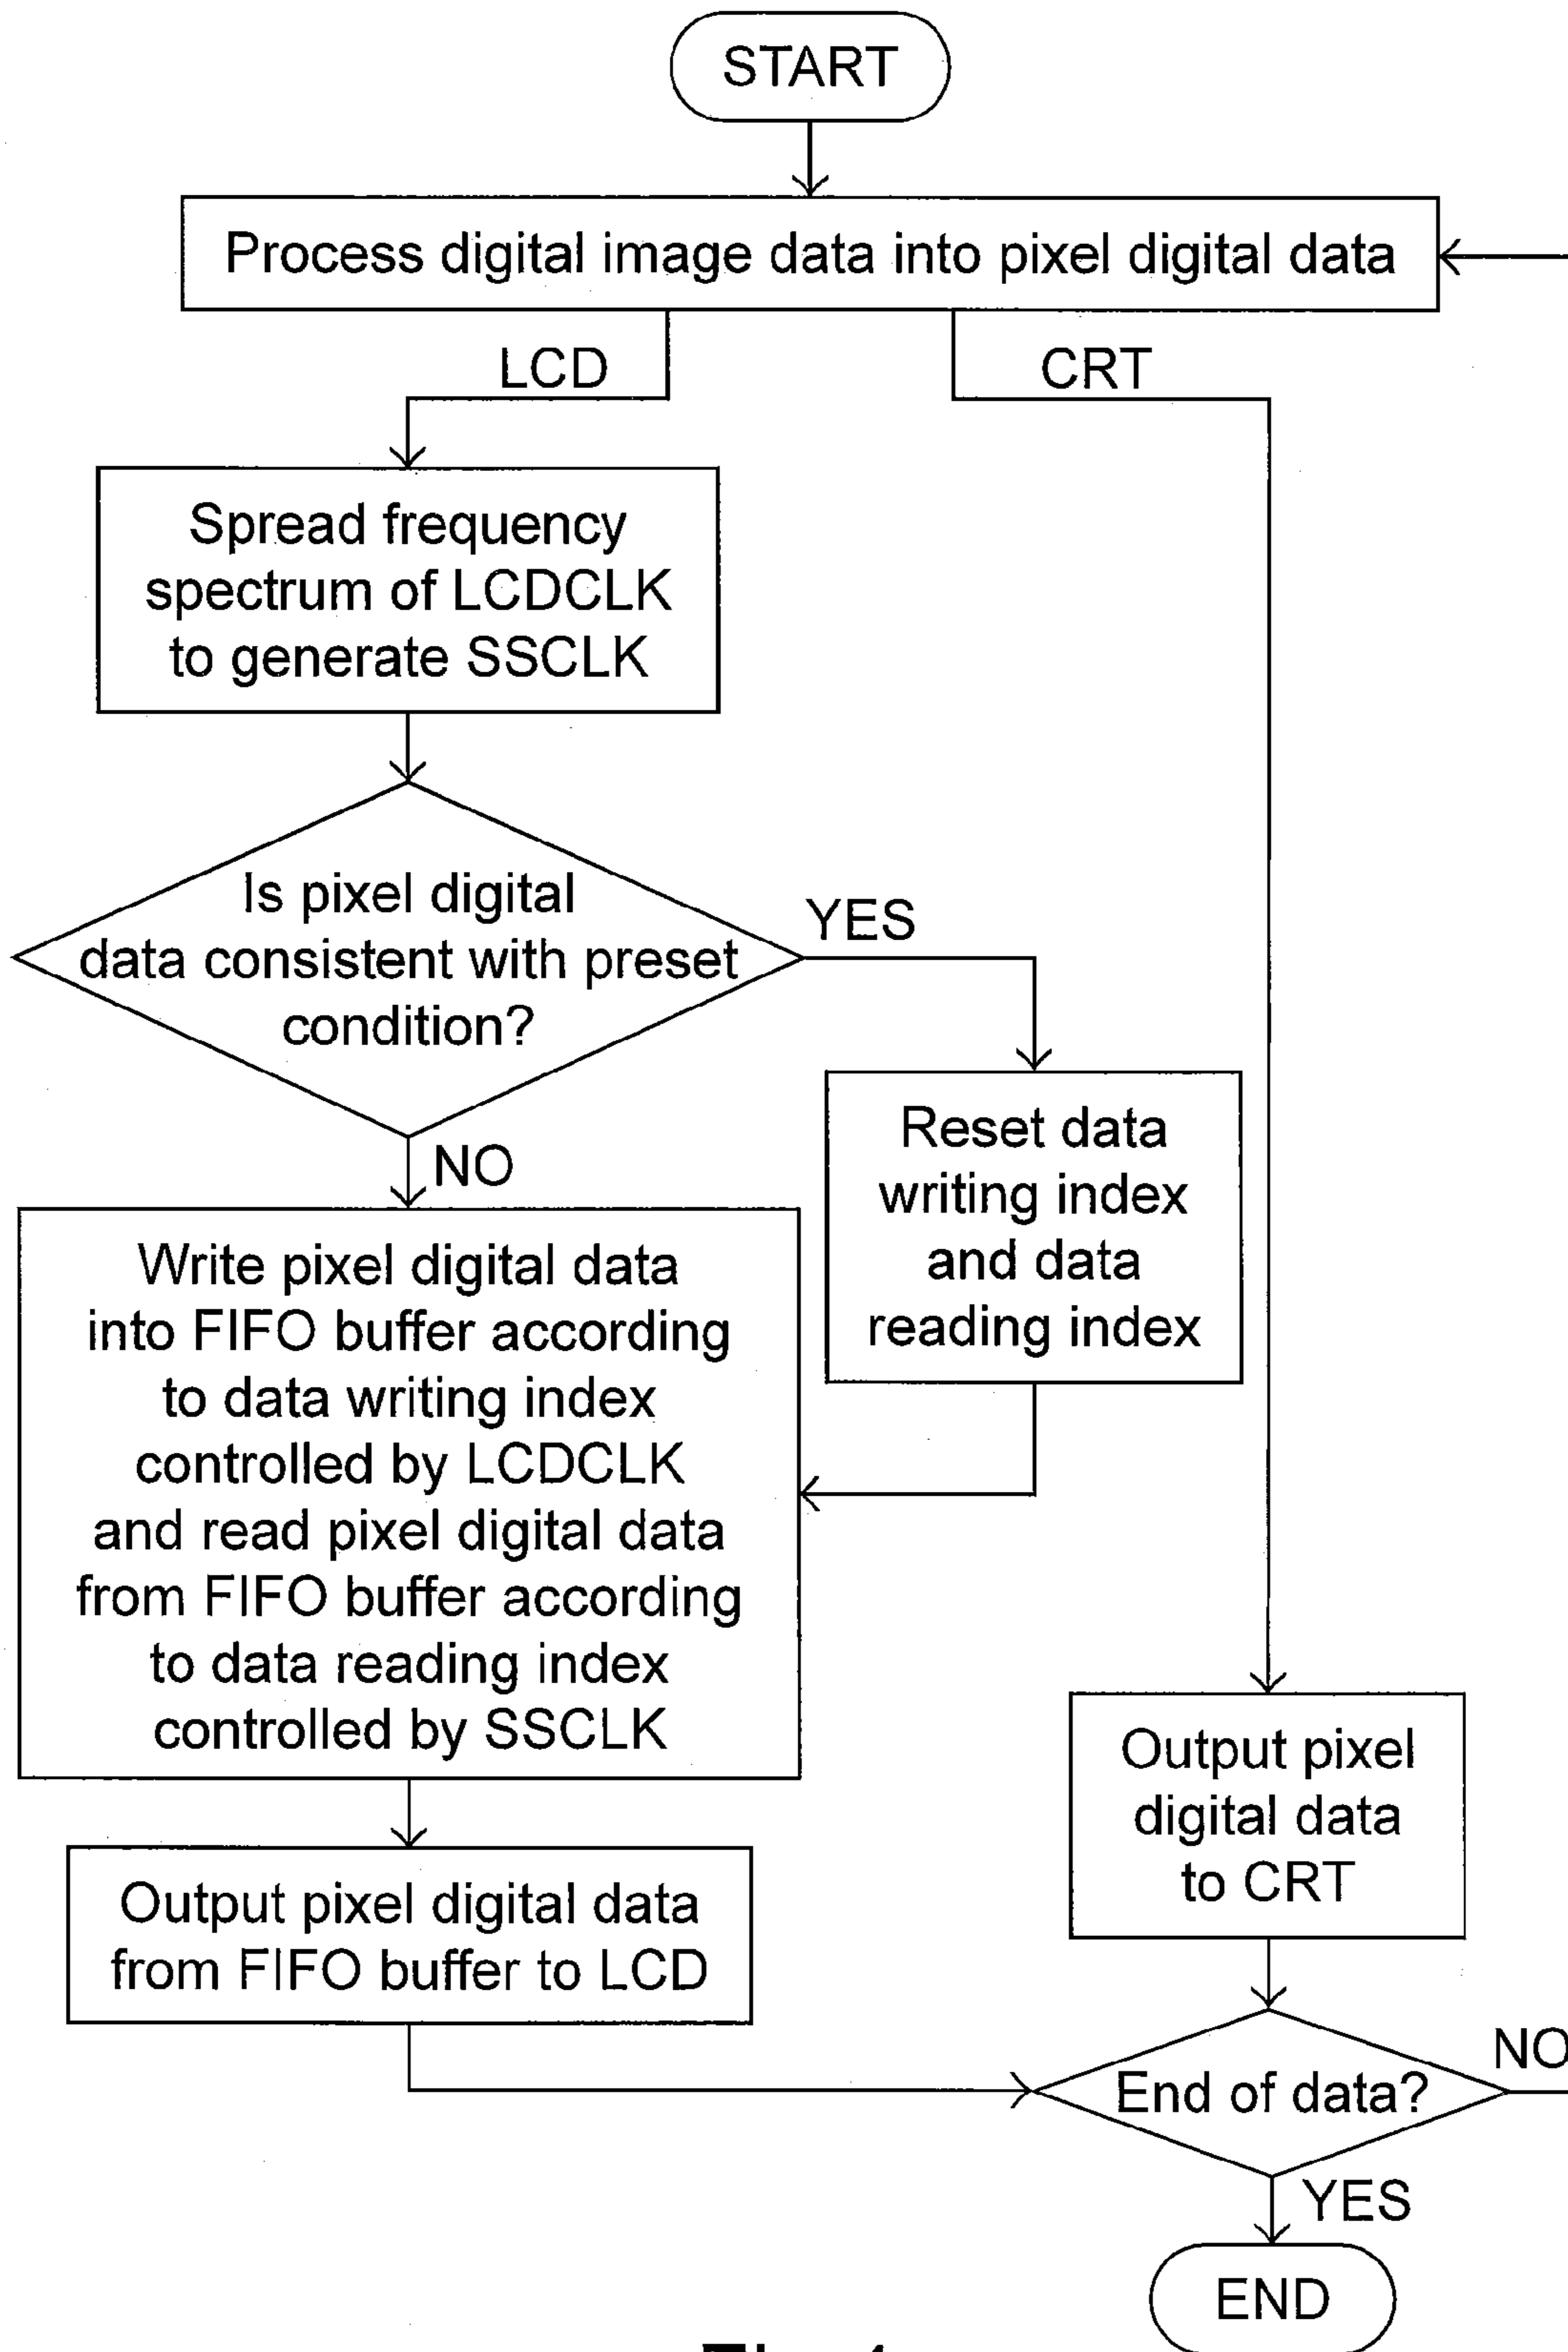 START
Process digital image data into pixel digital data
LCD
CRT
Spread frequency
spectrum of LCDCLK
to generate SSCLK
Is pixel digital
data consistent with preset
condition?
YES
NO
Reset data
writing index
and data
reading index
Write pixel digital data
into FIFO buffer according
to data writing index
controlled by LCDCLK
and read pixel digital data
from FIFO buffer according
to data reading index
controlled by SSCLK
Output pixel digital data
from FIFO buffer to LCD
Output pixel
digital data
to CRT
End of data?
NO
YES
END